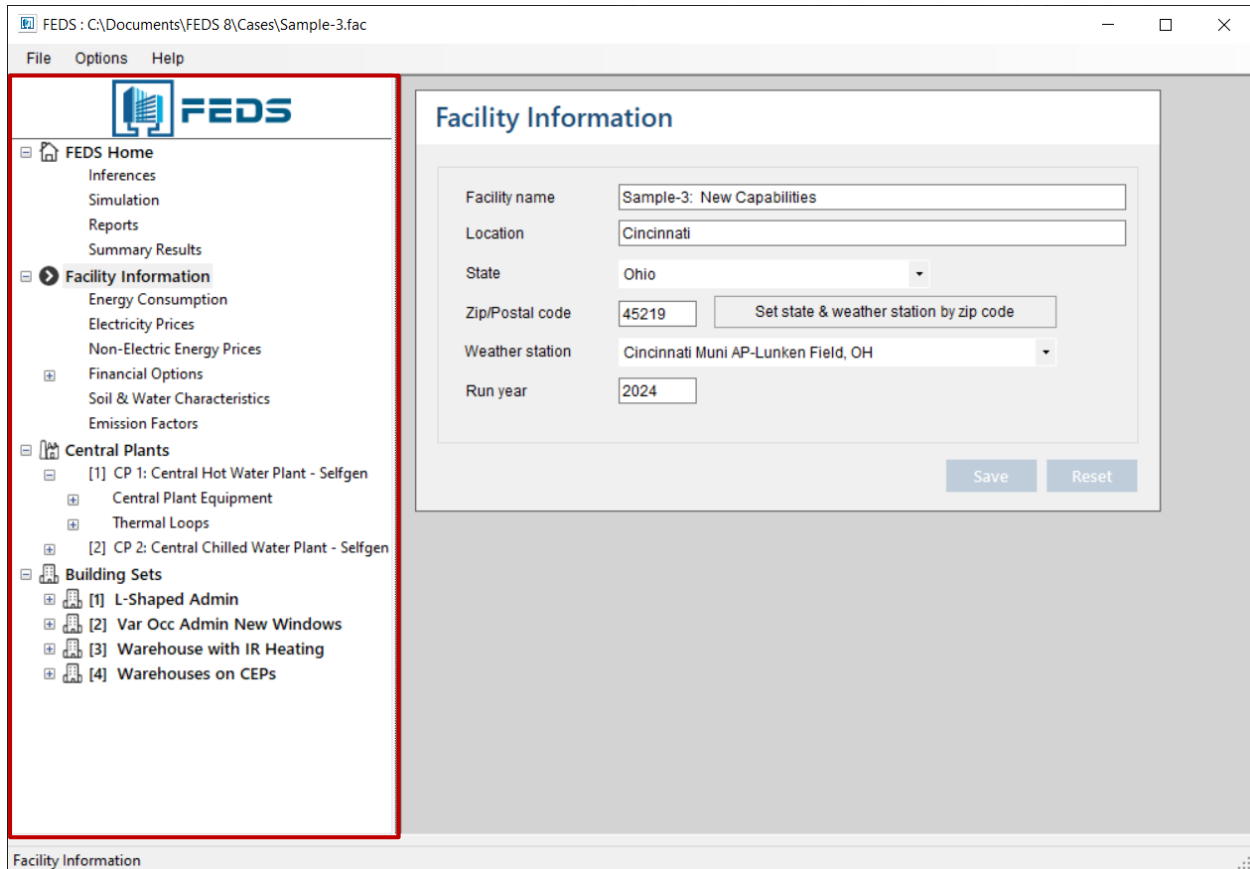 FEDS : C:\Documents\FEDS 8\Cases\Sample-3.fac
File Options Help
FEDS
FEDS Home
Inferences
Simulation
Reports
Summary Results
Facility Information
Energy Consumption
Electricity Prices
Non-Electric Energy Prices
Financial Options
Soil & Water Characteristics
Emission Factors
Central Plants
[1] CP 1: Central Hot Water Plant - Selfgen
Central Plant Equipment
Thermal Loops
[2] CP 2: Central Chilled Water Plant - Selfgen
Building Sets
[1] L-Shaped Admin
[2] Var Occ Admin New Windows
[3] Warehouse with IR Heating
[4] Warehouses on CEPs
Facility Information
Facility name Sample-3: New Capabilities
Location Cincinnati
State Ohio
Zip/Postal code 45219 Set state & weather station by zip code
Weather station Cincinnati Muni AP-Lunken Field, OH
Run year 2024
Save Reset
Facility Information